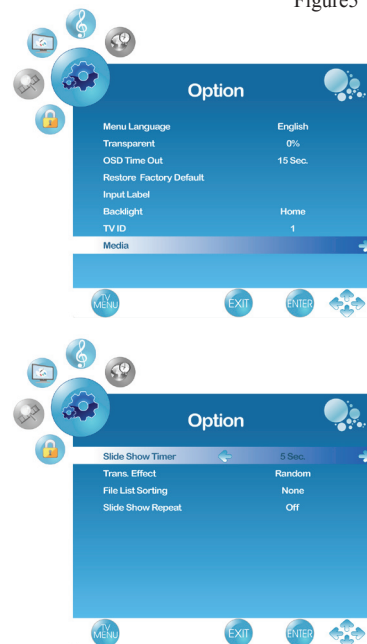 Figure5
Option
Menu Language English
Transparent 0%
OSD Time Out 15 Sec.
Restore Factory Default
Input Label
Backlight Home
TV ID 1
Media
TV
MENU
EXIT
ENTER
Option
Slide Show Timer 5 Sec.
Trans. Effect Random
File List Sorting None
Slide Show Repeat Off
TV
MENU
EXIT
ENTER